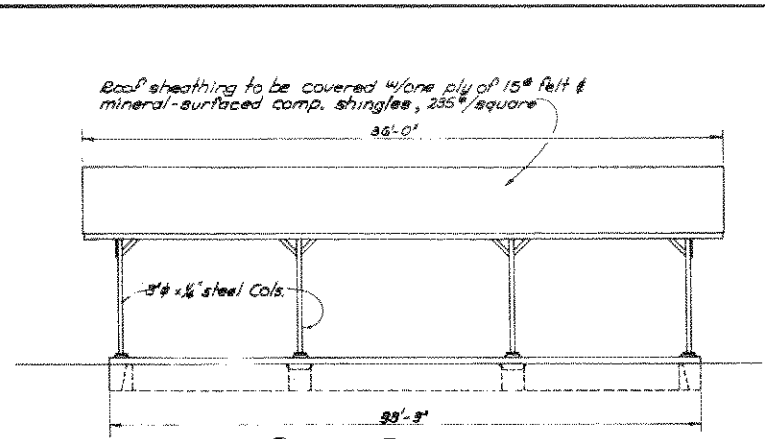 Roof sheathing to be covered w/one ply of 15# felt &
mineral-surfaced comp. shingles, 235#/square
36'-0"
3"φ x ¼" steel Cols.
33'-3"